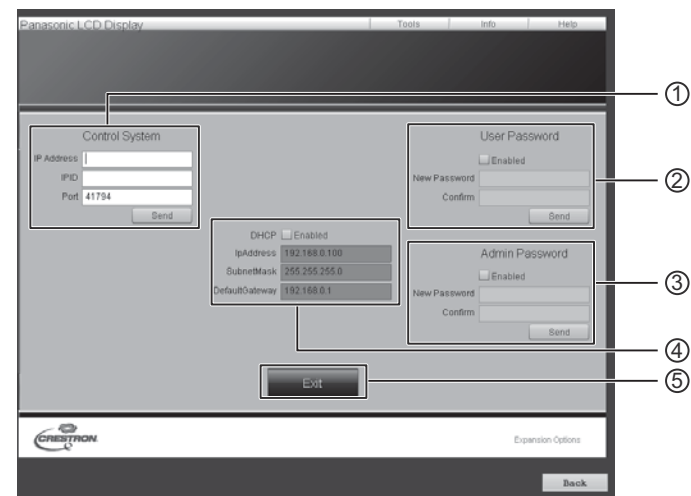 Panasonic LCD Display
Tools Info Help
①
Control System
IP Address
IPID
Port 41794
Send
User Password
Enabled
New Password
Confirm
Send
②
DHCP Enabled
IpAddress 192.168.0.100
SubnetMask 255.255.255.0
DefaultGateway 192.168.0.1
Admin Password
Enabled
New Password
Confirm
Send
③
④
Exit
⑤
CRESTRON
Expansion Options
Back